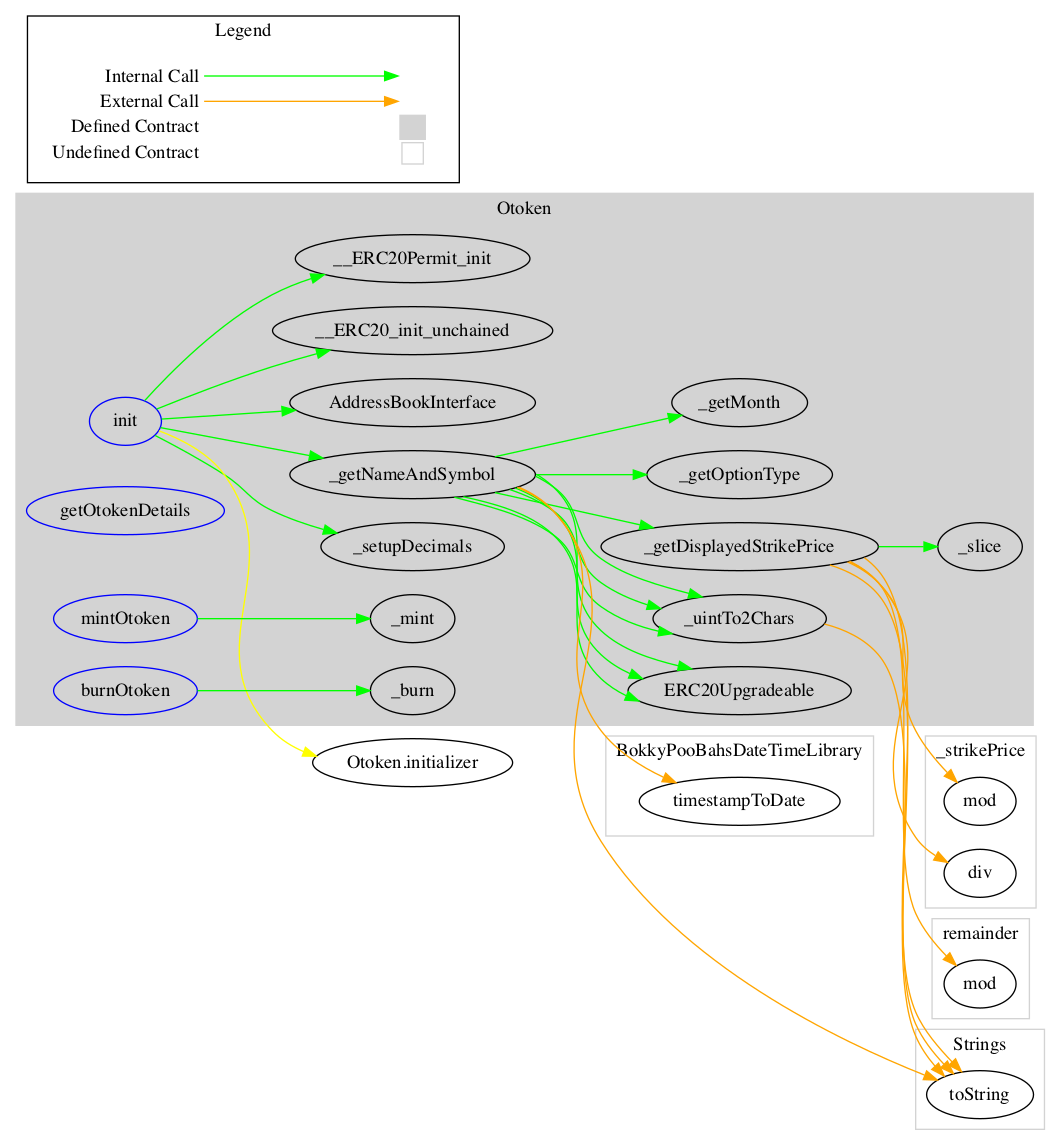 Legend
Internal Call
External Call
Defined Contract
Undefined Contract
Otoken
__ERC20Permit_init
__ERC20_init_unchained
AddressBookInterface
_getMonth
init
_getNameAndSymbol
_getOptionType
getOtokenDetails
_setupDecimals
_getDisplayedStrikePrice
_slice
mintOtoken
_mint
_uintTo2Chars
burnOtoken
_burn
ERC20Upgradeable
Otoken.initializer
BokkyPooBahsDateTimeLibrary
_strikePrice
timestampToDate
mod
div
remainder
mod
Strings
toString